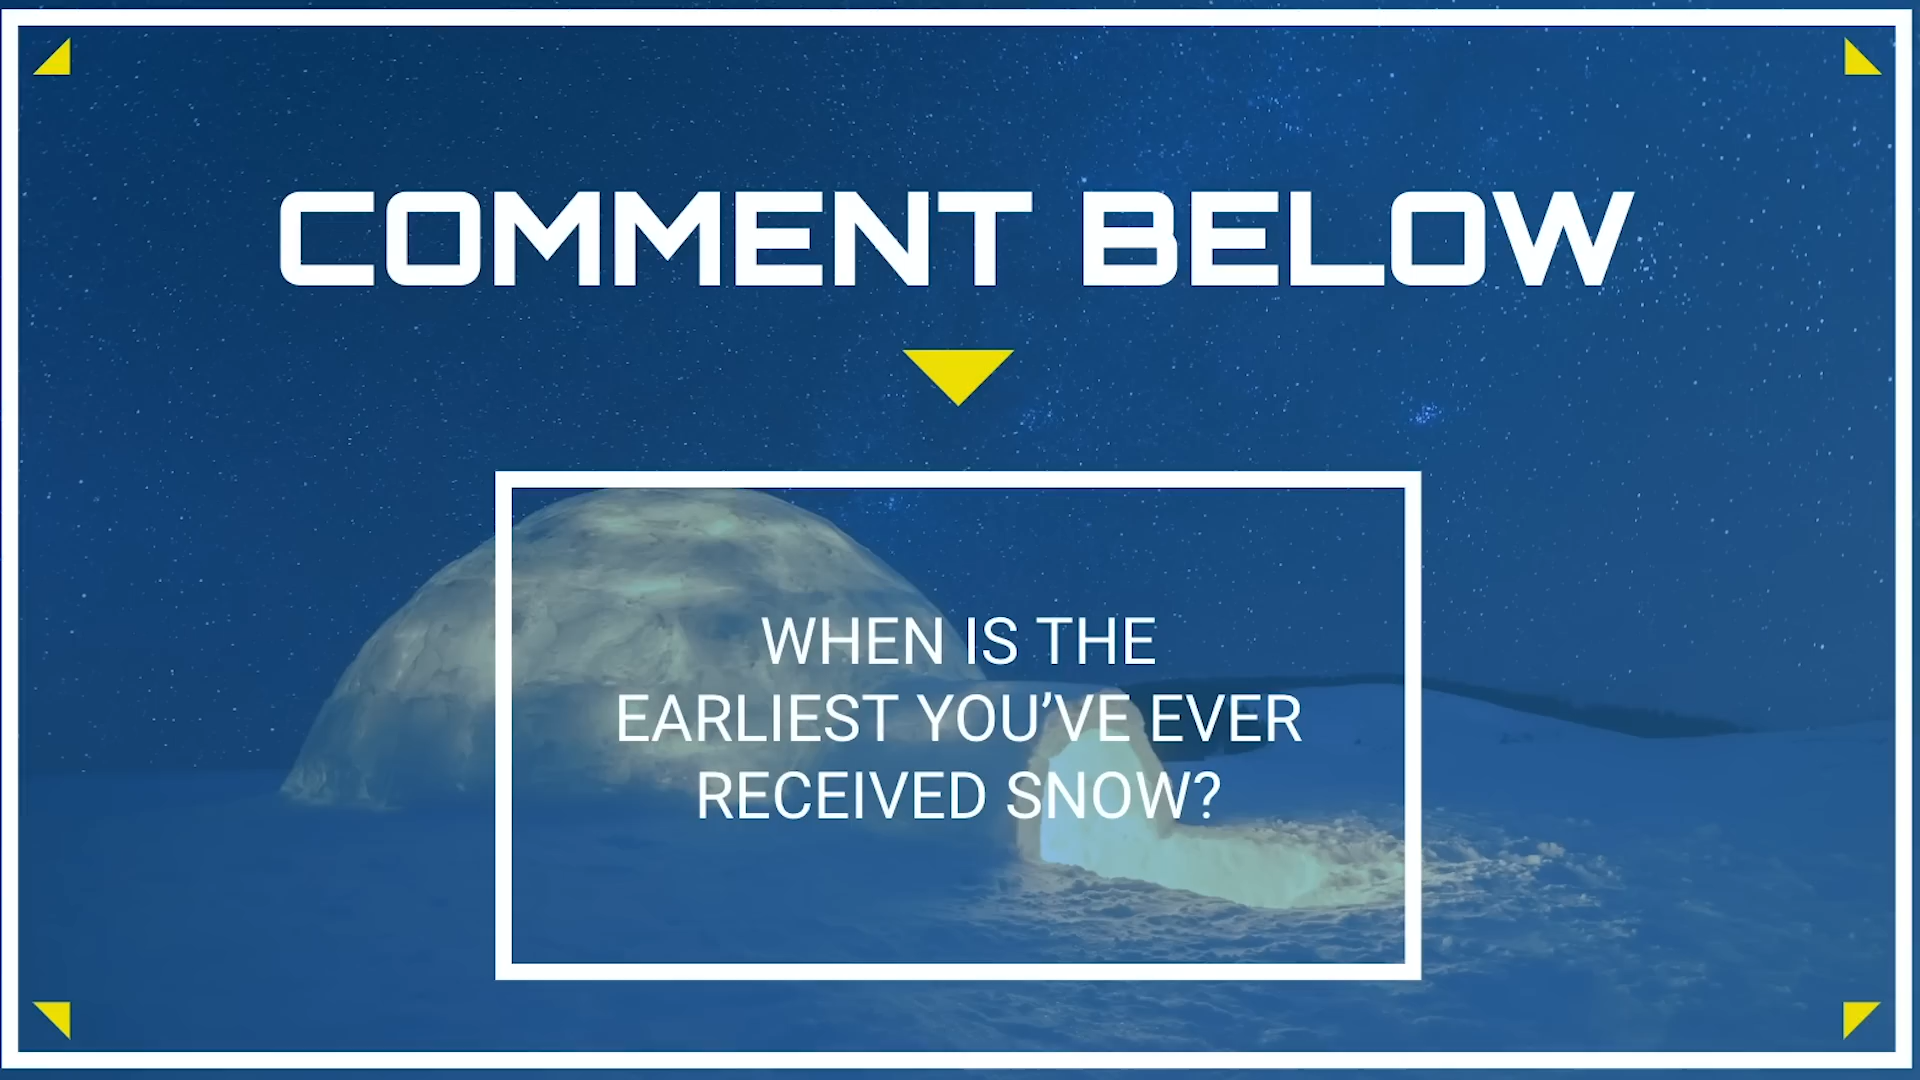 COMMENT BELOW
WHEN IS THE
EARLIEST YOU’VE EVER
RECEIVED SNOW?